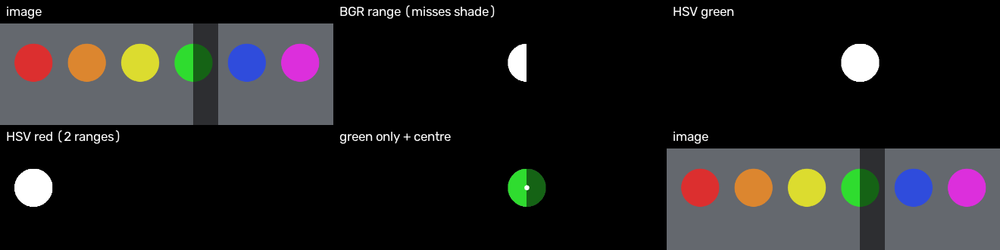 image
BGR range (misses shade)
HSV green
HSV red (2 ranges)
green only + centre
image